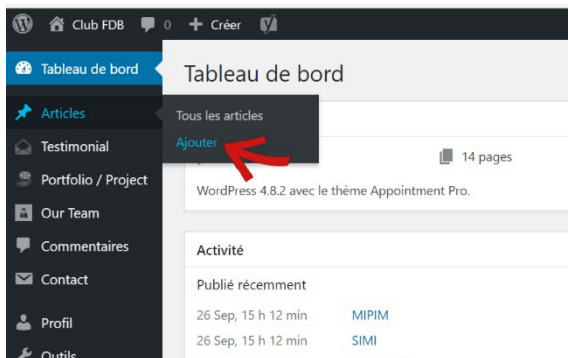 Club FDB 0 + Créer
Tableau de bord
Articles
Testimonial
Portfolio / Project
Our Team
Commentaires
Contact
Profil
Outils
Tous les articles
Ajouter
Tableau de bord
14 pages
WordPress 4.8.2 avec le thème Appointment Pro.
Activité
Publié récemment
26 Sep, 15 h 12 min MIPIM
26 Sep, 15 h 12 min SIMI